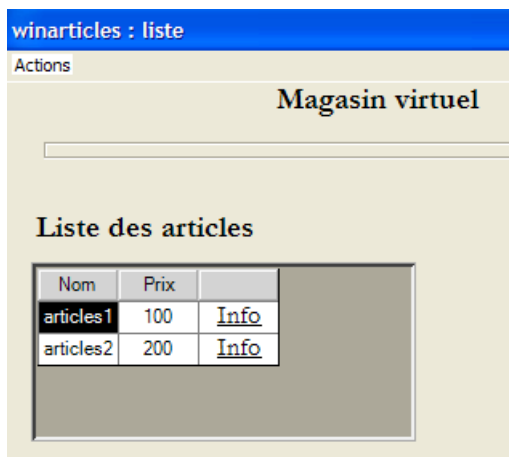 winarticles : liste
Actions
Magasin virtuel
Liste des articles
Nom Prix
articles1 100 Info
articles2 200 Info